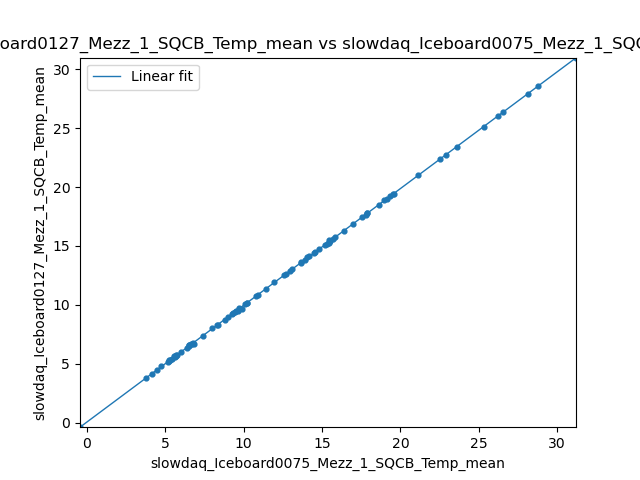 oard0127_Mezz_1_SQCB_Temp_mean vs slowdaq_Iceboard0075_Mezz_1_SQC
Linear fit
slowdaq_Iceboard0127_Mezz_1_SQCB_Temp_mean
30
25
20
15
10
5
0
0 5 10 15 20 25 30
slowdaq_Iceboard0075_Mezz_1_SQCB_Temp_mean